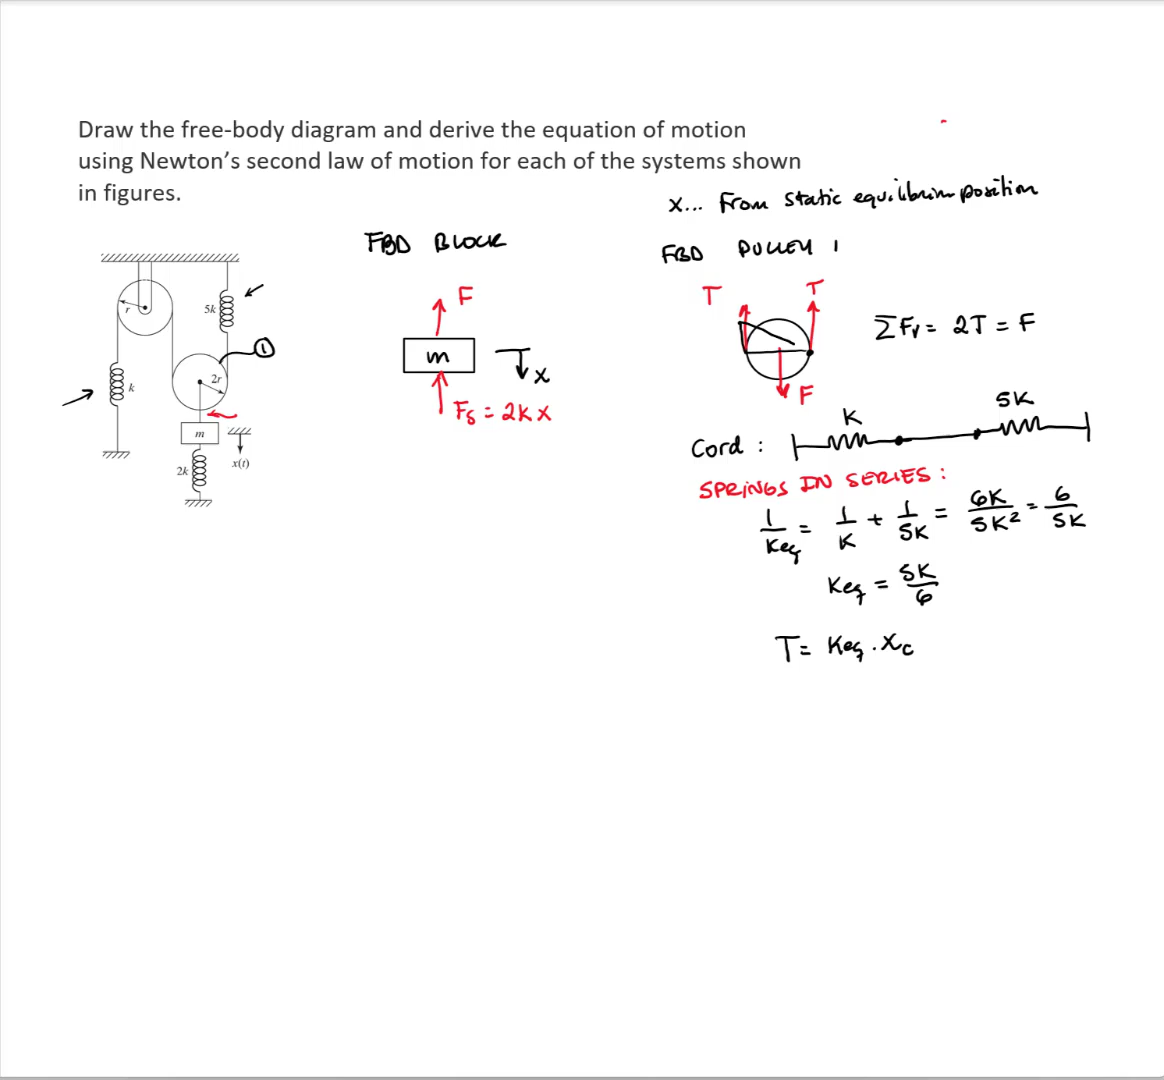 Draw the free-body diagram and derive the equation of motion
using Newton's second law of motion for each of the systems shown
in figures.
x... From static equilibrium position
FBD BLOCK
FBD PULLEY 1
F
m
x
Fs = 2kx
T T
ΣFy = 2T = F
F
r
5k
1
2r
k
m
x(t)
2k
Cord : K 5K
SPRINGS IN SERIES :
1/Keq = 1/K + 1/5K = 6K/5K² = 6/5K
Keq = 5K/6
T = Keq . Xc